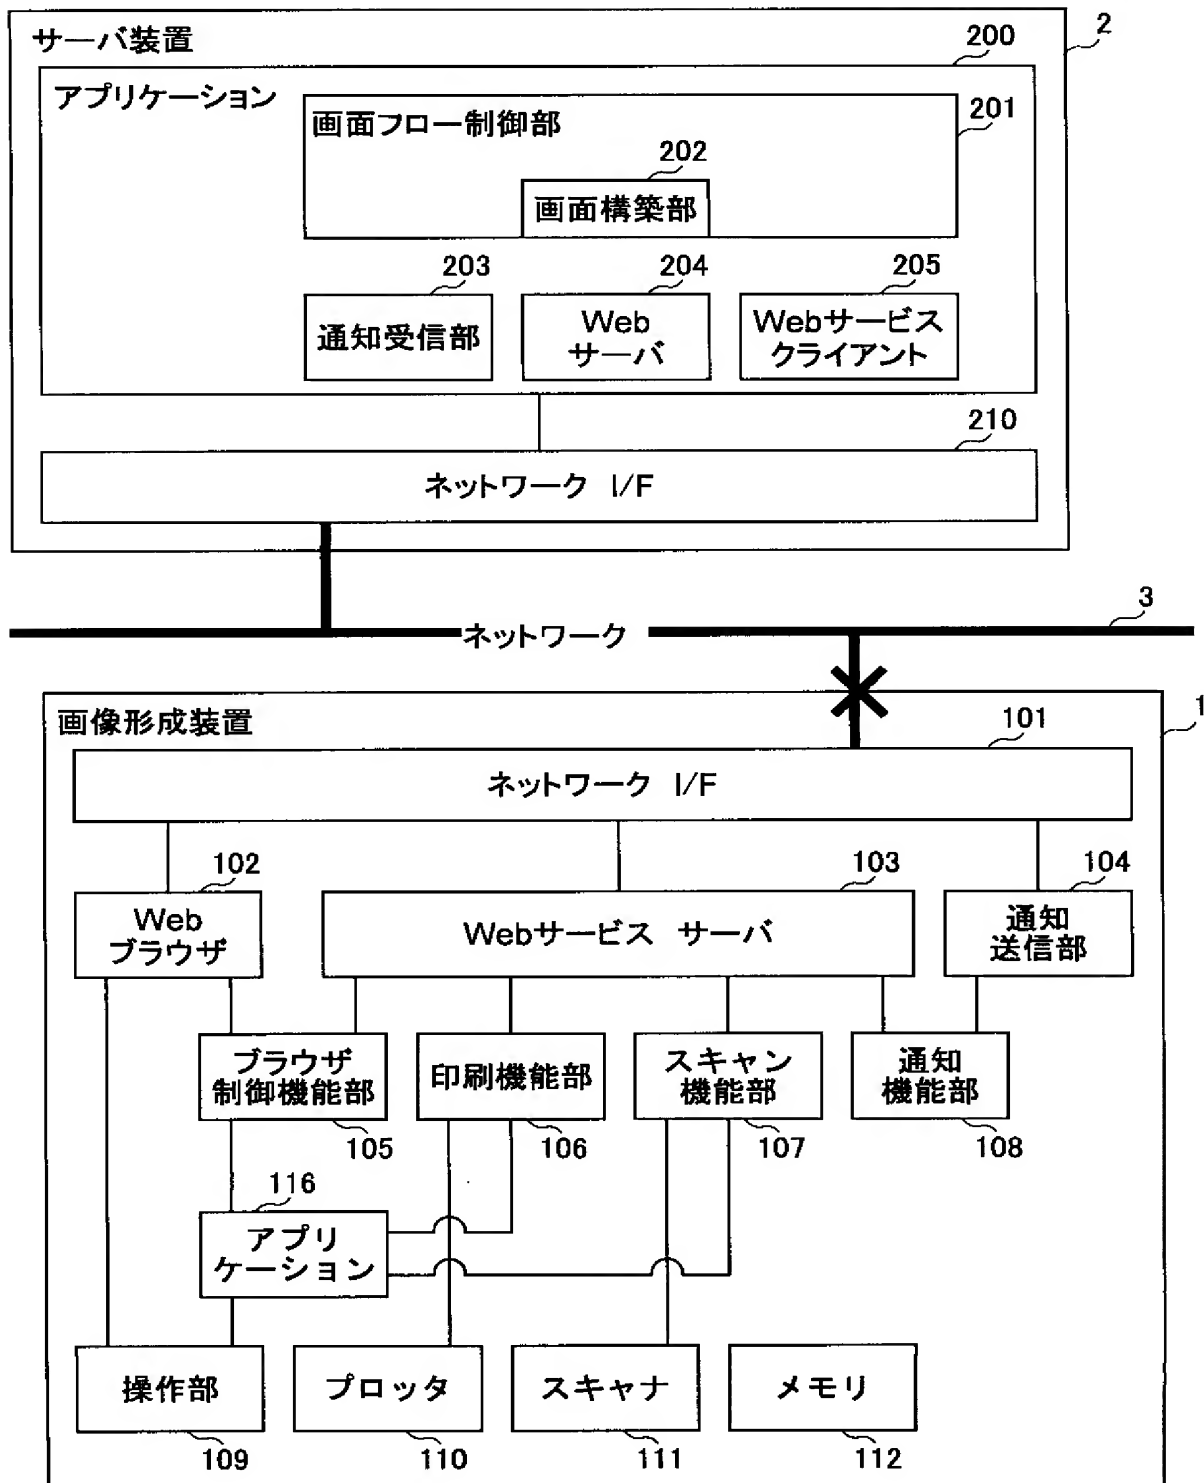 サーバ装置
2
200
アプリケーション
画面フロー制御部
201
202
画面構築部
203
204
205
通知受信部
Web
サーバ
Webサービス
クライアント
210
ネットワーク I/F
3
ネットワーク
1
画像形成装置
101
ネットワーク I/F
102
103
104
Web
ブラウザ
Webサービス サーバ
通知
送信部
ブラウザ
制御機能部
印刷機能部
スキャン
機能部
通知
機能部
105
106
107
108
116
アプリ
ケーション
操作部
プロッタ
スキャナ
メモリ
109
110
111
112